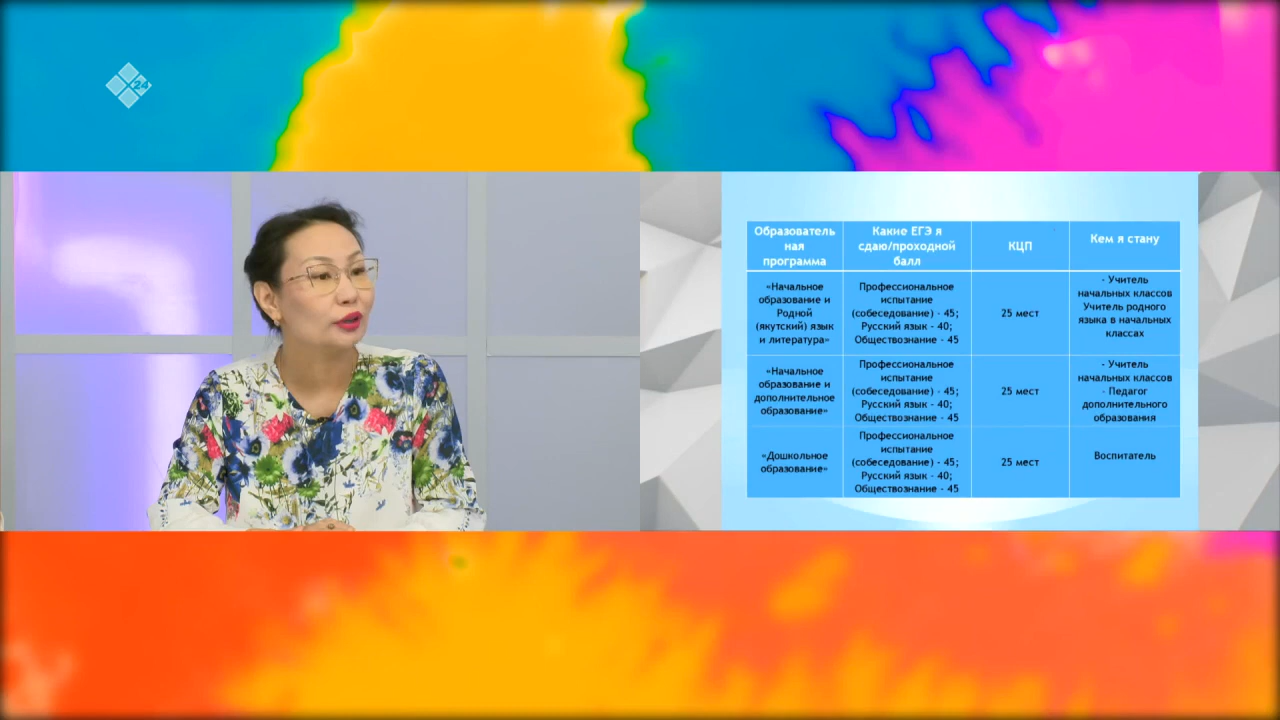 Х24
Образователь
ная
программа
Какие ЕГЭ я
сдаю/проходной
балл
КЦП
Кем я стану
«Начальное
образование и
Родной
(якутский) язык
и литература»
Профессиональное
испытание
(собеседование) - 45;
Русский язык - 40;
Обществознание - 45
25 мест
- Учитель
начальных классов
Учитель родного
языка в начальных
классах
«Начальное
образование и
дополнительное
образование»
Профессиональное
испытание
(собеседование) - 45;
Русский язык - 40;
Обществознание - 45
25 мест
- Учитель
начальных классов
- Педагог
дополнительного
образования
«Дошкольное
образование»
Профессиональное
испытание
(собеседование) - 45;
Русский язык - 40;
Обществознание - 45
25 мест
Воспитатель